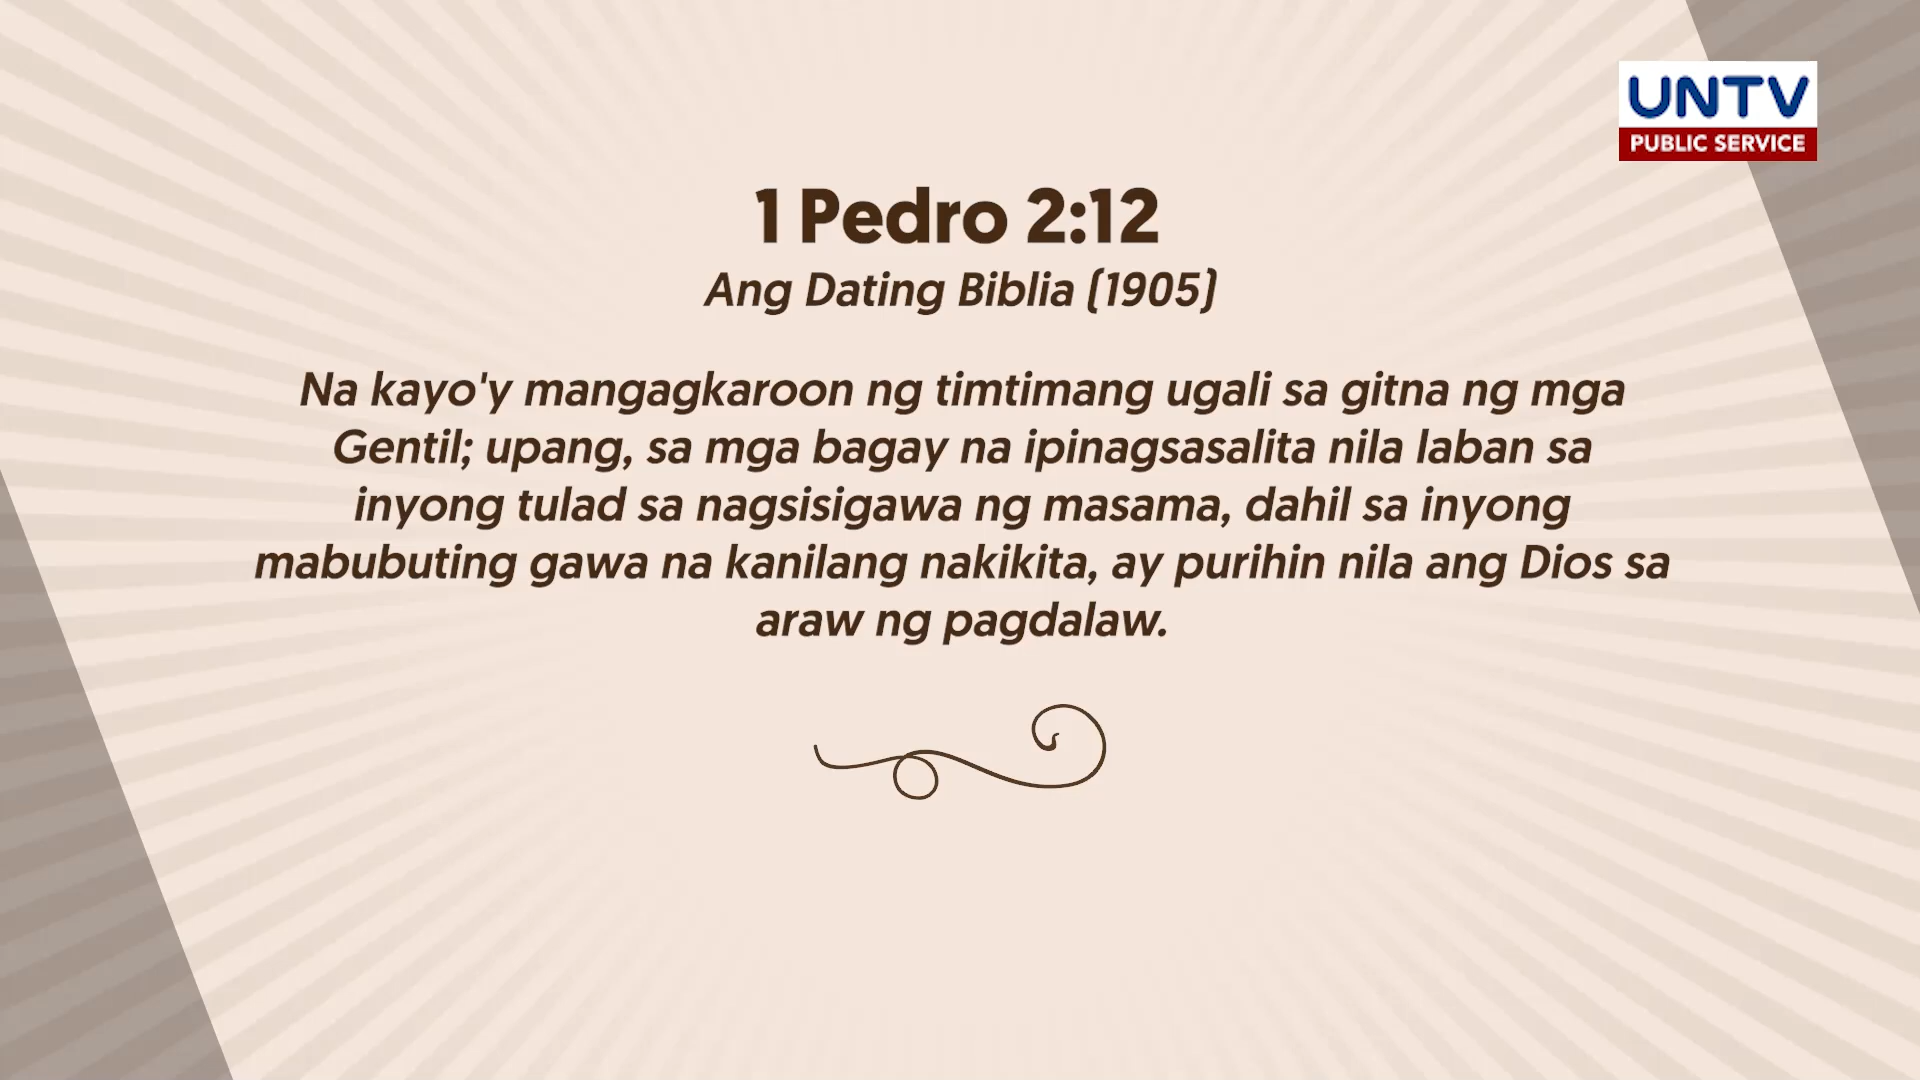 UNTV
PUBLIC SERVICE
1 Pedro 2:12
Ang Dating Biblia (1905)
Na kayo'y mangagkaroon ng timtimang ugali sa gitna ng mga
Gentil; upang, sa mga bagay na ipinagsasalita nila laban sa
inyong tulad sa nagsisigawa ng masama, dahil sa inyong
mabubuting gawa na kanilang nakikita, ay purihin nila ang Dios sa
araw ng pagdalaw.